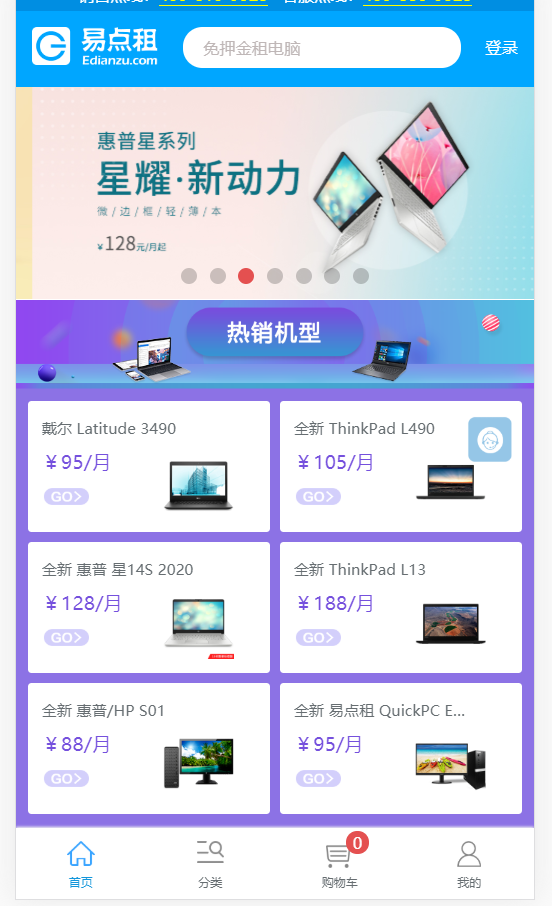 易点租
Edianzu.com
免押金租电脑
登录
惠普星系列
星耀·新动力
微/边/框/轻/薄/本
¥128元/月起
热销机型
戴尔 Latitude 3490
￥95/月
GO>
全新 ThinkPad L490
￥105/月
GO>
全新 惠普 星14S 2020
￥128/月
GO>
全新 ThinkPad L13
￥188/月
GO>
全新 惠普/HP S01
￥88/月
GO>
全新 易点租 QuickPC E...
￥95/月
GO>
首页
分类
0
购物车
我的